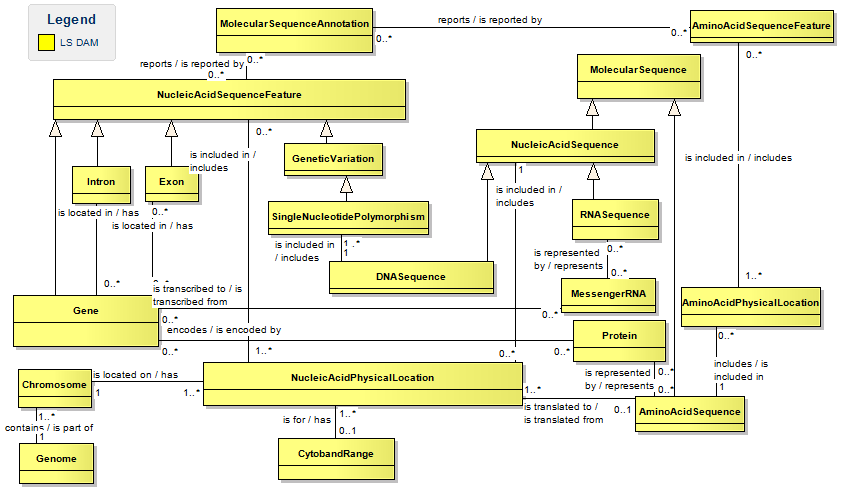 Legend
LS DAM
MolecularSequenceAnnotation
reports / is reported by
AminoAcidSequenceFeature
0..*
0..*
reports / is reported by
0..*
0..*
0..*
MolecularSequence
NucleicAcidSequenceFeature
0..*
NucleicAcidSequence
is included in /
includes
GeneticVariation
is included in / includes
1
Intron
Exon
is included in /
includes
is located in / has
0..*
is located in / has
SingleNucleotidePolymorphism
RNASequence
is included in
/ includes
1..*
1
0..*
is represented
by / represents
0..*
DNASequence
1..*
0..*
0..*
is transcribed to / is
transcribed from
MessengerRNA
AminoAcidPhysicalLocation
Gene
0..*
0..*
encodes / is encoded by
Protein
0..*
0..*
1..*
0..*
0..*
is located on / has
NucleicAcidPhysicalLocation
is represented
by / represents
0..*
0..*
includes / is
included in
1
Chromosome
1
1..*
1..*
is translated to /
is translated from
0..1
AminoAcidSequence
1..*
contains / is part of
1
is for / has
1..*
0..1
Genome
CytobandRange